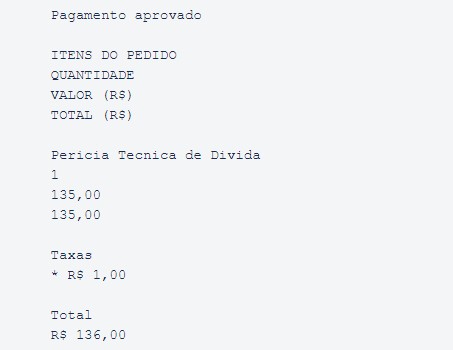 Pagamento aprovado
ITENS DO PEDIDO
QUANTIDADE
VALOR (R$)
TOTAL (R$)
Pericia Tecnica de Divida
1
135,00
135,00
Taxas
* R$ 1,00
Total
R$ 136,00